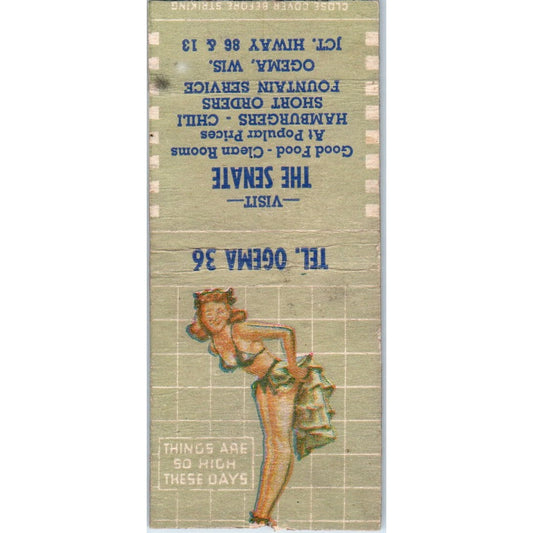 THINGS ARE
SO HIGH
THESE DAYS
TEL. OGEMA 36
—VISIT—
THE SENATE
Good Food - Clean Rooms
At Popular Prices
HAMBURGERS - CHILI
SHORT ORDERS
FOUNTAIN SERVICE
OGEMA, WIS.
JCT. HIWAY 86 & 13
CLOSE COVER BEFORE STRIKING